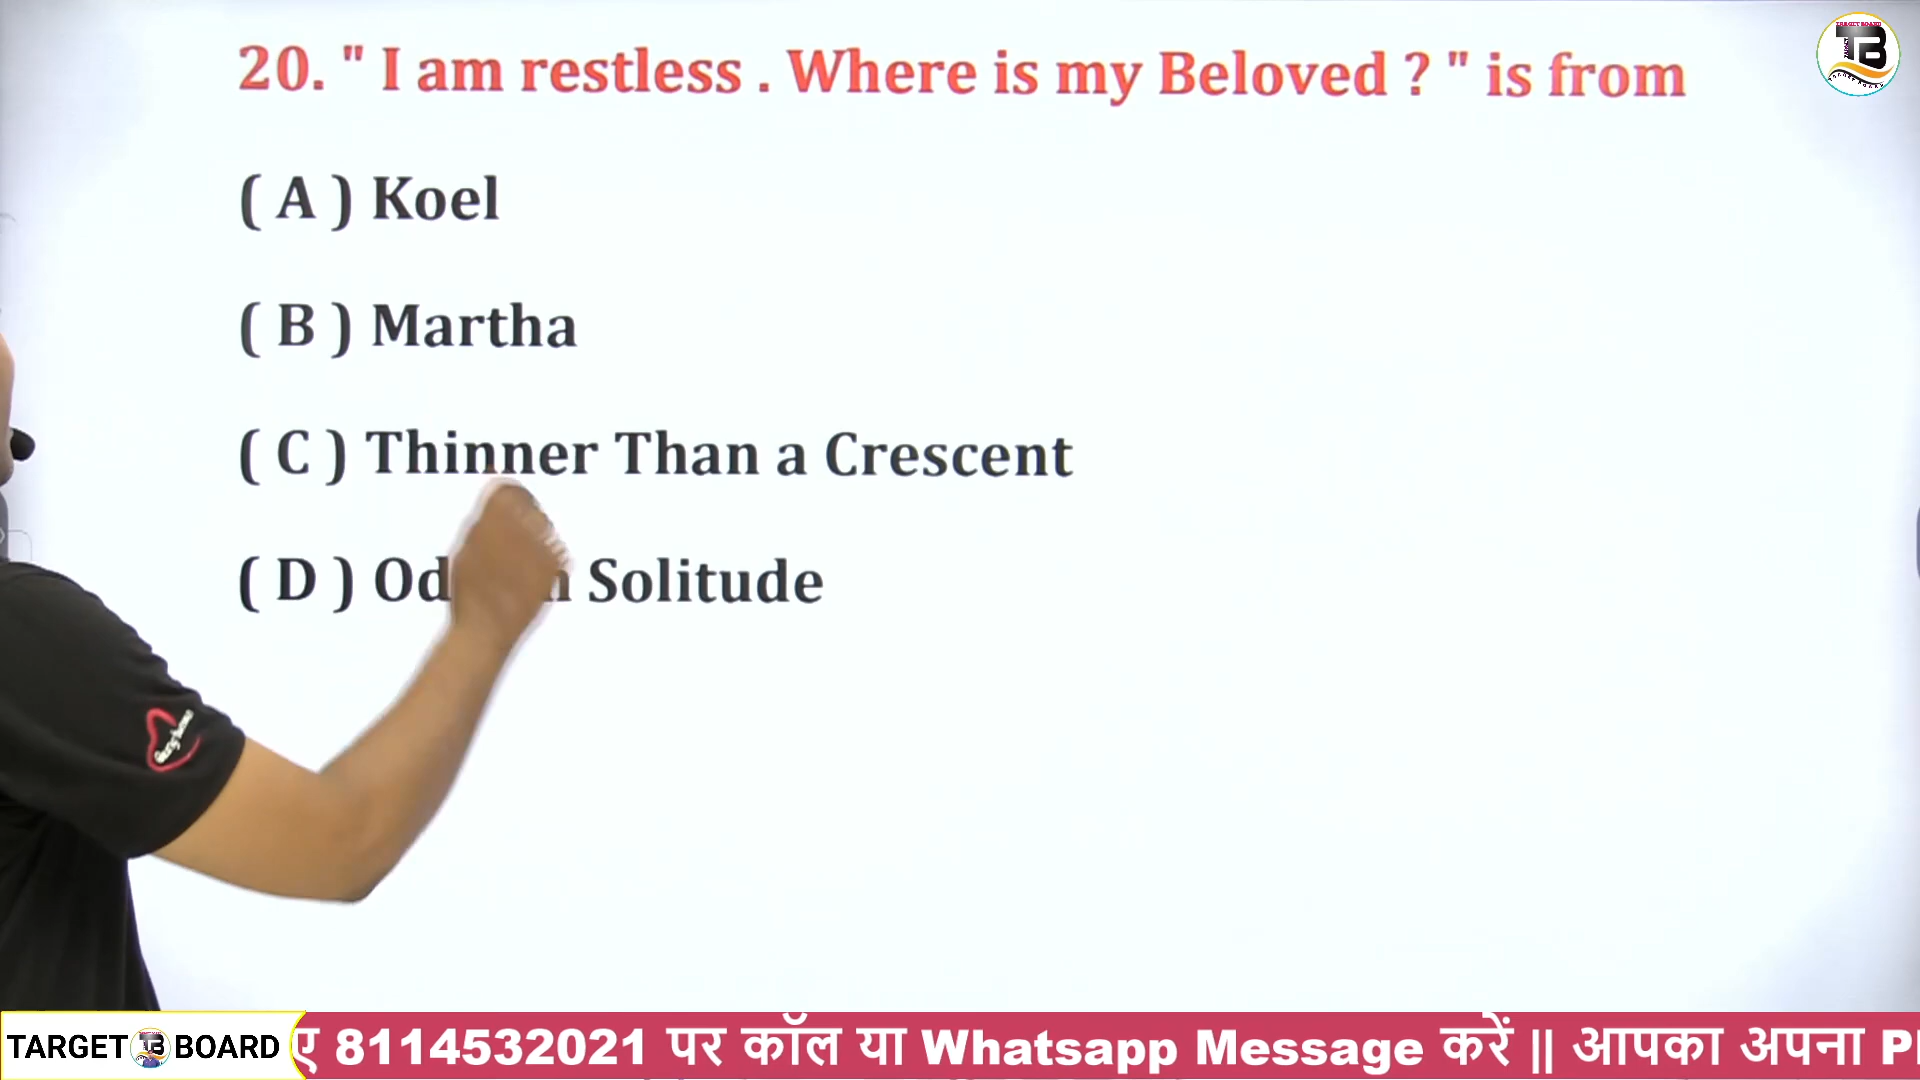 20. " I am restless . Where is my Beloved ? " is from
( A ) Koel
( B ) Martha
( C ) Thinner Than a Crescent
( D ) Solitude
TARGET BOARD
8114532021 पर कॉल या Whatsapp Message करें || आपका अपना